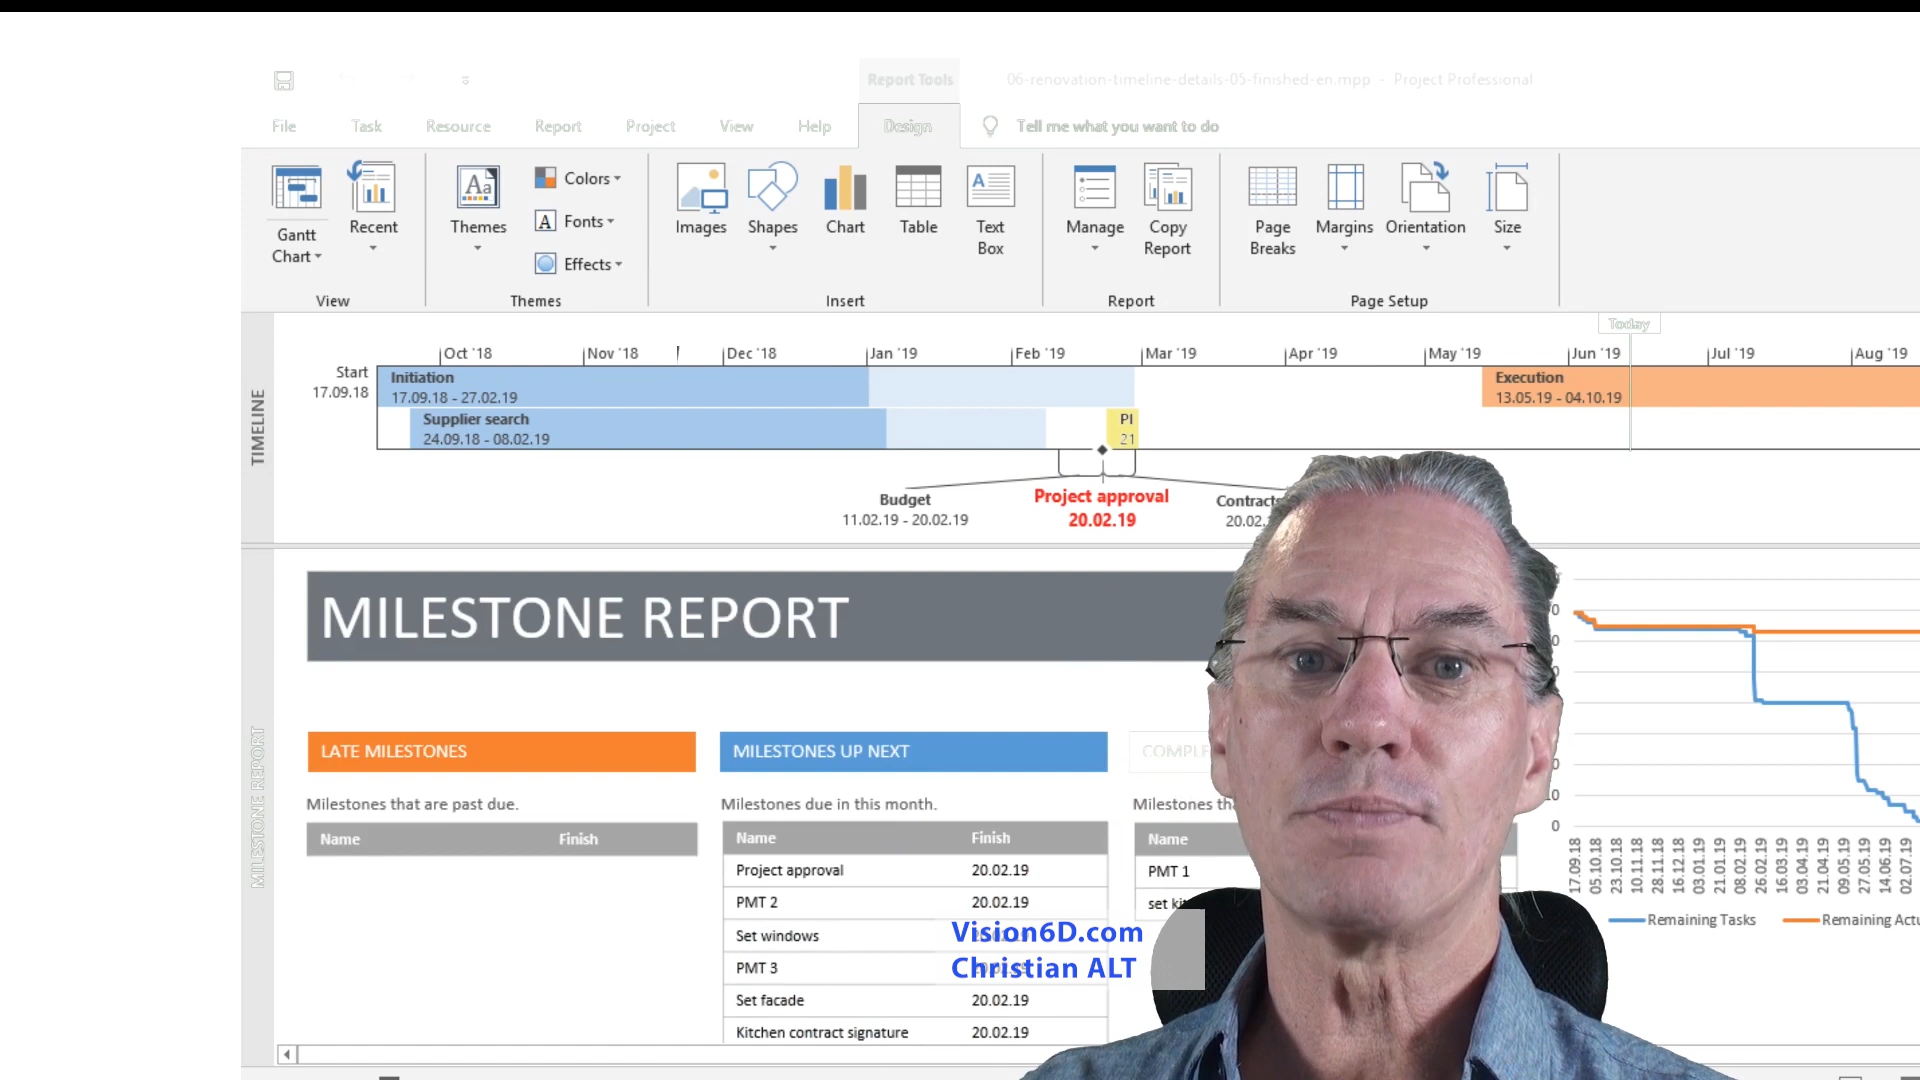 Report Tools
06-renovation-timeline-details-05-finished-en.mpp - Project Professional
File Task Resource Report Project View Help Design Tell me what you want to do
Gantt Chart
Recent
Themes
Colors
Fonts
Effects
Images
Shapes
Chart
Table
Text Box
Manage
Copy Report
Page Breaks
Margins
Orientation
Size
View Themes Insert Report Page Setup
Today
Oct '18 Nov '18 Dec '18 Jan '19 Feb '19 Mar '19 Apr '19 May '19 Jun '19 Jul '19 Aug '19
TIMELINE
Start
17.09.18
Initiation
17.09.18 - 27.02.19
Execution
13.05.19 - 04.10.19
Supplier search
24.09.18 - 08.02.19
Pl
21
Budget
11.02.19 - 20.02.19
Project approval
20.02.19
Contracts
20.02.
MILESTONE REPORT
MILESTONE REPORT
LATE MILESTONES
Milestones that are past due.
Name Finish
MILESTONES UP NEXT
Milestones due in this month.
Name Finish
Project approval 20.02.19
PMT 2 20.02.19
Set windows
PMT 3
Set facade 20.02.19
Kitchen contract signature 20.02.19
COMPLE
Milestones th
Name
PMT 1
set ki
Vision6D.com
Christian ALT
10
0
17.09.18
05.10.18
23.10.18
10.11.18
28.11.18
16.12.18
03.01.19
21.01.19
08.02.19
26.02.19
16.03.19
03.04.19
21.04.19
09.05.19
27.05.19
14.06.19
02.07.19
Remaining Tasks Remaining Actu